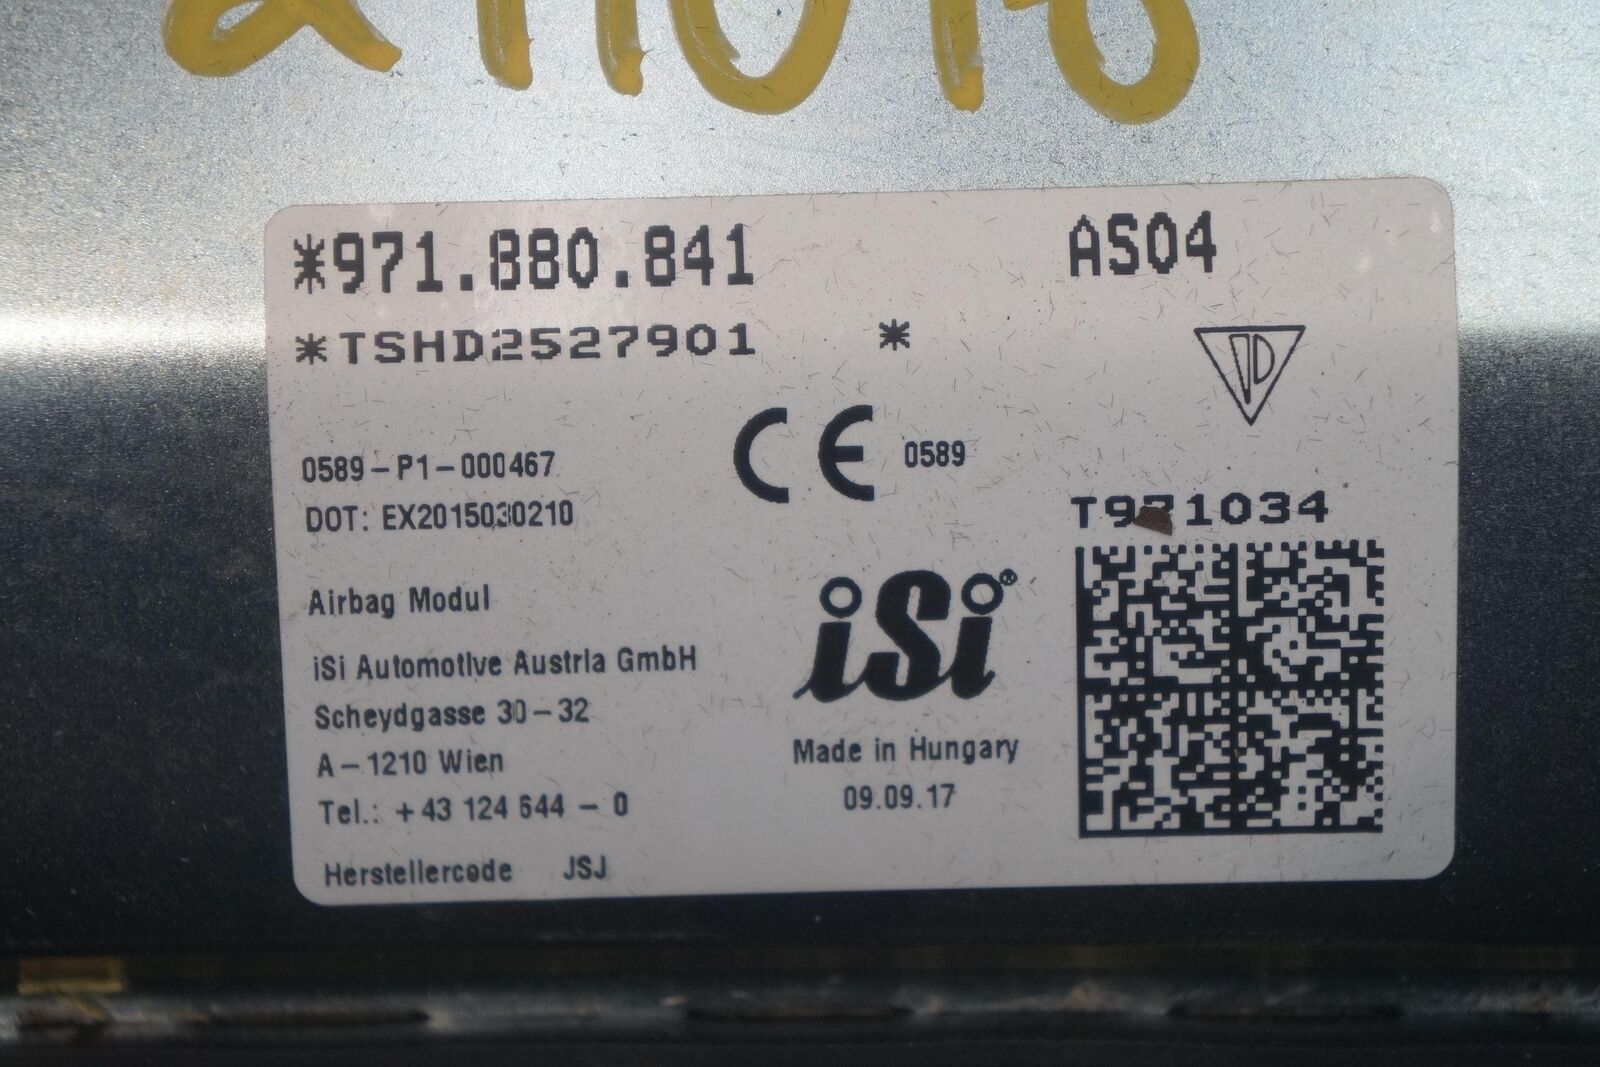 *971.880.841 AS04
*TSHD2527901 *
0589-P1-000467 CE 0589
DOT: EX2015030210
T971034
Airbag Modul
iSi
iSi Automotive Austria GmbH
Scheydgasse 30-32
A-1210 Wien
Made in Hungary
09.09.17
Tel.: +43 124 644 - 0
Herstellercode JSJ